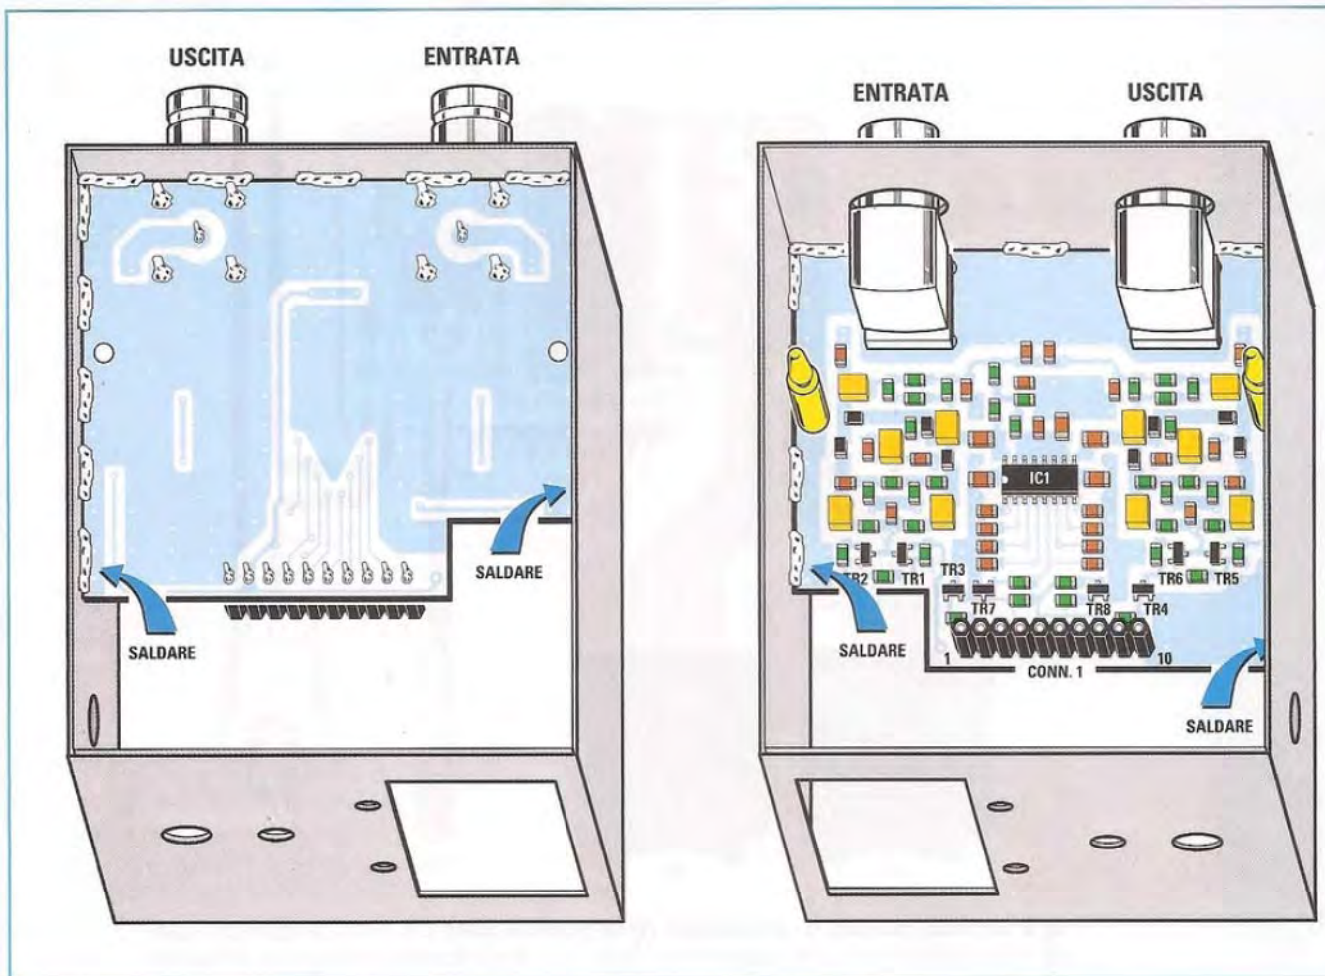 USCITA
ENTRATA
SALDARE
SALDARE
ENTRATA
USCITA
IC1
TR2
TR1
TR3
TR7
TR8
TR4
TR6
TR5
1
CONN. 1
10
SALDARE
SALDARE